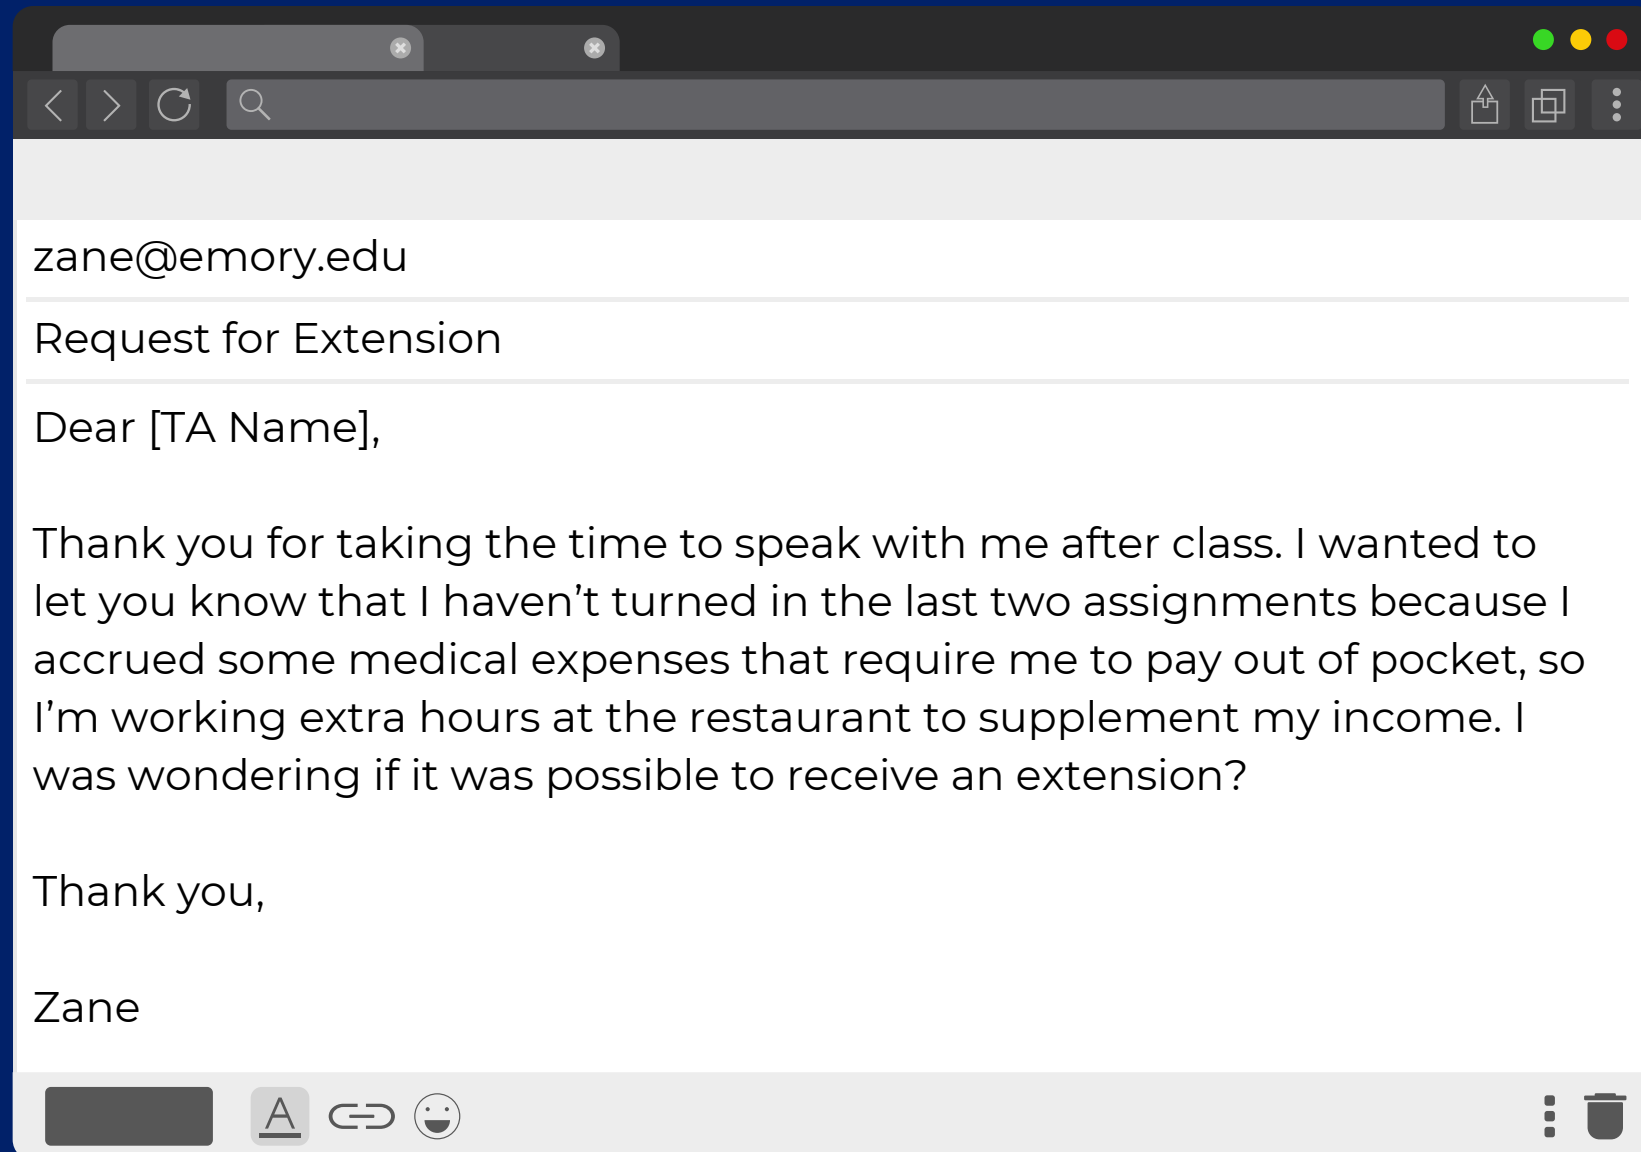 zane@emory.edu
Request for Extension
Dear [TA Name],
Thank you for taking the time to speak with me after class. I wanted to
let you know that I haven’t turned in the last two assignments because I
accrued some medical expenses that require me to pay out of pocket, so
I’m working extra hours at the restaurant to supplement my income. I
was wondering if it was possible to receive an extension?
Thank you,
Zane
A